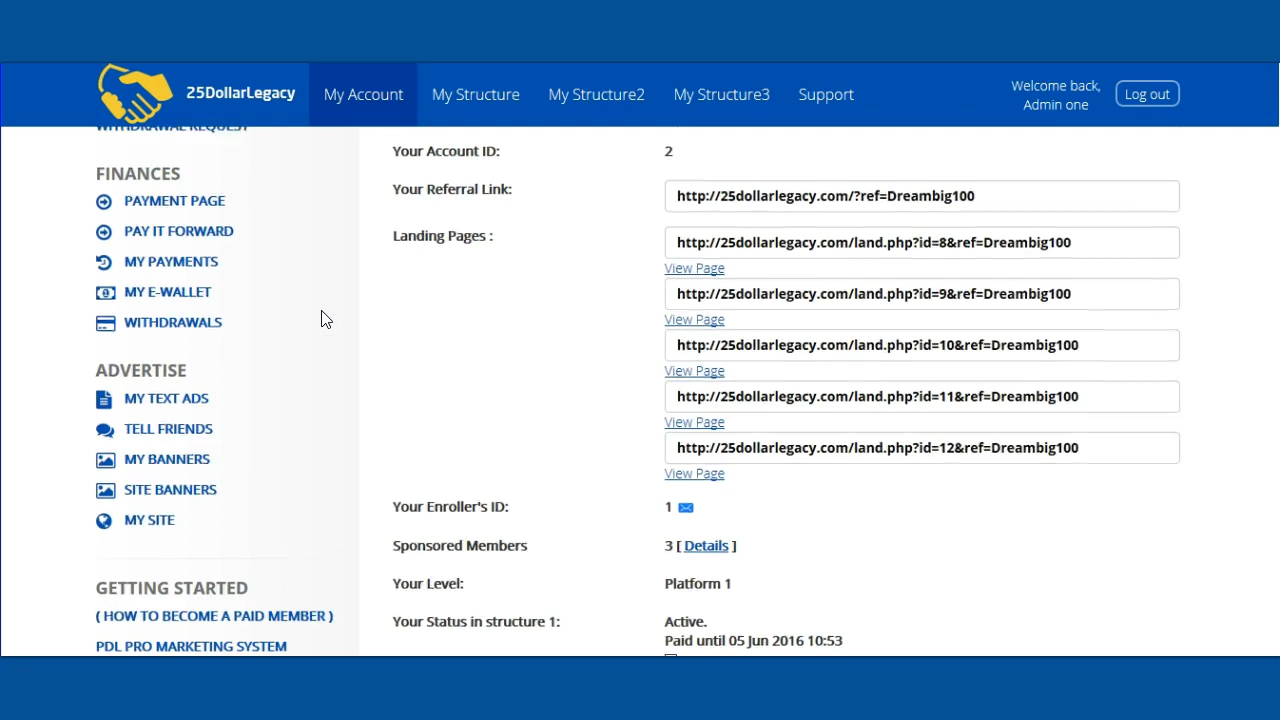 25DollarLegacy
My Account
My Structure
My Structure2
My Structure3
Support
Welcome back,
Admin one
Log out
WITHDRAWAL REQUEST
FINANCES
PAYMENT PAGE
PAY IT FORWARD
MY PAYMENTS
MY E-WALLET
WITHDRAWALS
ADVERTISE
MY TEXT ADS
TELL FRIENDS
MY BANNERS
SITE BANNERS
MY SITE
GETTING STARTED
( HOW TO BECOME A PAID MEMBER )
PDL PRO MARKETING SYSTEM
Your Account ID: 2
Your Referral Link: http://25dollarlegacy.com/?ref=Dreambig100
Landing Pages : http://25dollarlegacy.com/land.php?id=8&ref=Dreambig100
View Page
http://25dollarlegacy.com/land.php?id=9&ref=Dreambig100
View Page
http://25dollarlegacy.com/land.php?id=10&ref=Dreambig100
View Page
http://25dollarlegacy.com/land.php?id=11&ref=Dreambig100
View Page
http://25dollarlegacy.com/land.php?id=12&ref=Dreambig100
View Page
Your Enroller's ID: 1
Sponsored Members 3 [ Details ]
Your Level: Platform 1
Your Status in structure 1: Active.
Paid until 05 Jun 2016 10:53